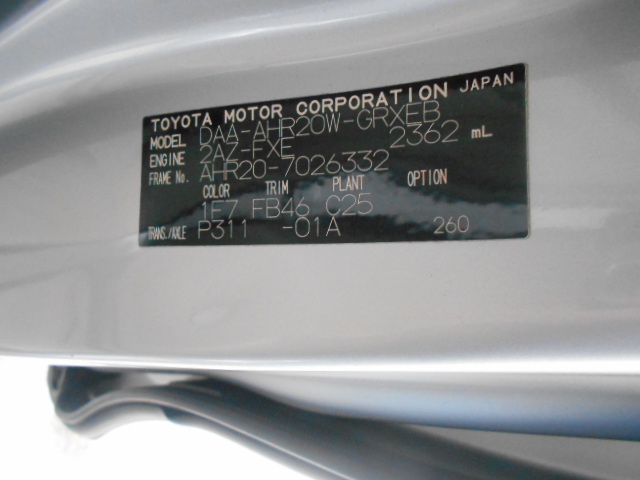 TOYOTA MOTOR CORPORATION JAPAN
MODEL DAA-AHR20W-GRXEB
ENGINE 2AZ-FXE 2362 mL
FRAME No. AHR20-7026332
COLOR TRIM PLANT OPTION
1F7 FB46 C25
TRANS./AXLE P311 -01A 260